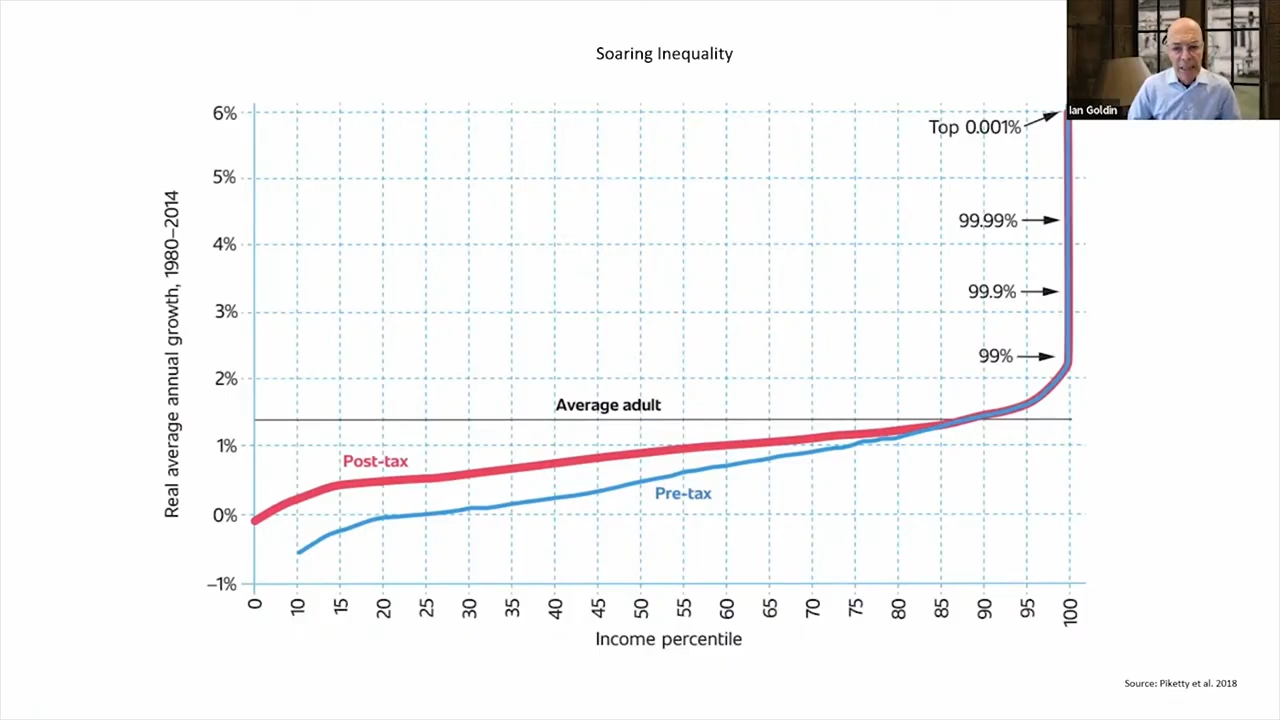 Soaring Inequality
Ian Goldin
Real average annual growth, 1980–2014
6%
5%
4%
3%
2%
1%
0%
–1%
Top 0.001%
99.99%
99.9%
99%
Average adult
Post-tax
Pre-tax
0 10 15 20 25 30 35 40 45 50 55 60 65 70 75 80 85 90 95 100
Income percentile
Source: Piketty et al. 2018